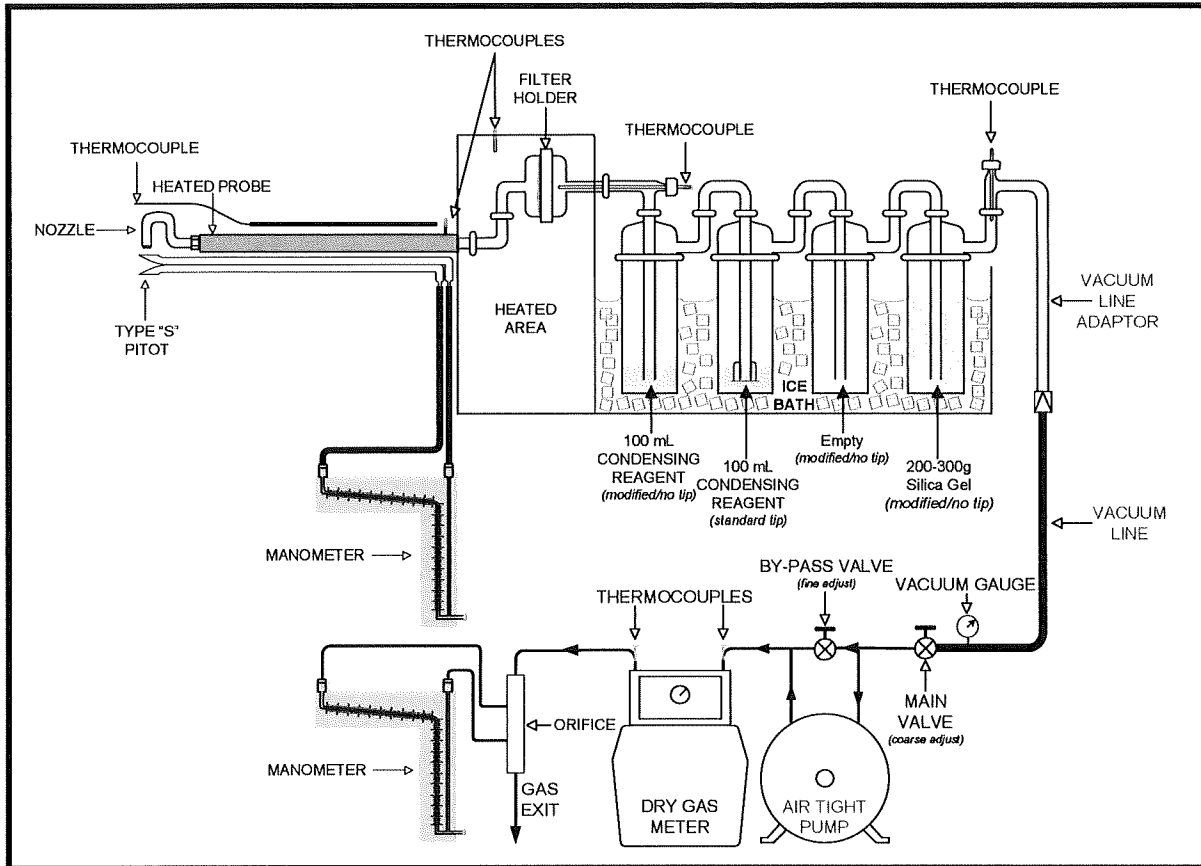 THERMOCOUPLES
FILTER
HOLDER
THERMOCOUPLE
THERMOCOUPLE
THERMOCOUPLE
HEATED PROBE
NOZZLE
TYPE "S"
PITOT
HEATED
AREA
VACUUM
LINE
ADAPTOR
ICE
BATH
100 mL
CONDENSING
REAGENT
(modified/no tip)
100 mL
CONDENSING
REAGENT
(standard tip)
Empty
(modified/no tip)
200-300g
Silica Gel
(modified/no tip)
VACUUM
LINE
MANOMETER
BY-PASS VALVE
(fine adjust)
VACUUM GAUGE
THERMOCOUPLES
MAIN
VALVE
(coarse adjust)
ORIFICE
MANOMETER
GAS
EXIT
DRY GAS
METER
AIR TIGHT
PUMP